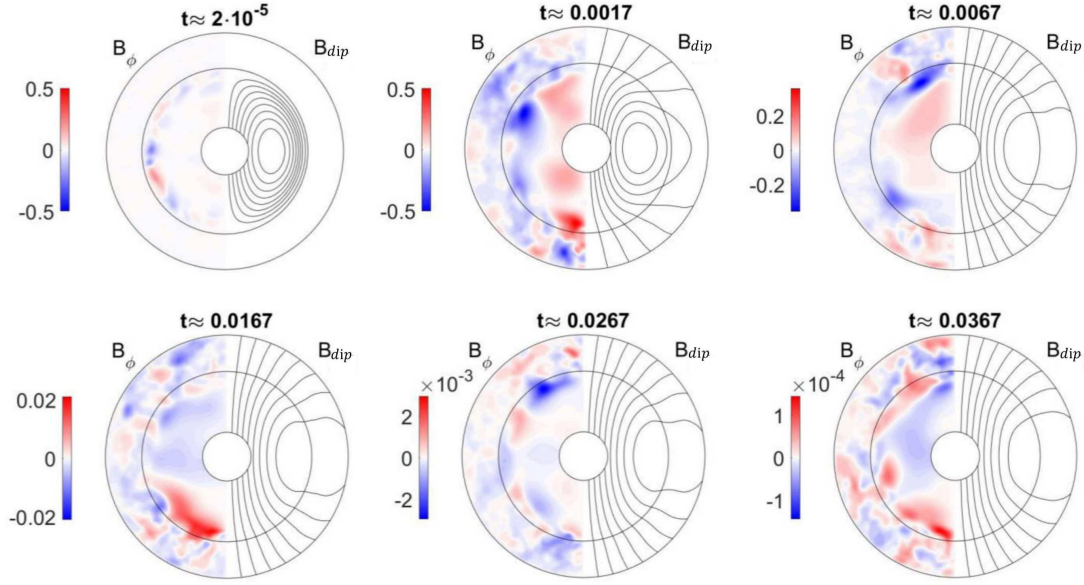 t≈ 2·10⁻⁵
B_ϕ
B_dip
0.5
0
-0.5
t≈ 0.0017
B_ϕ
B_dip
0.5
0
-0.5
t≈ 0.0067
B_ϕ
B_dip
0.2
0
-0.2
t≈ 0.0167
B_ϕ
B_dip
0.02
0
-0.02
t≈ 0.0267
B_ϕ
B_dip
×10⁻³
2
0
-2
t≈ 0.0367
B_ϕ
B_dip
×10⁻⁴
1
0
-1